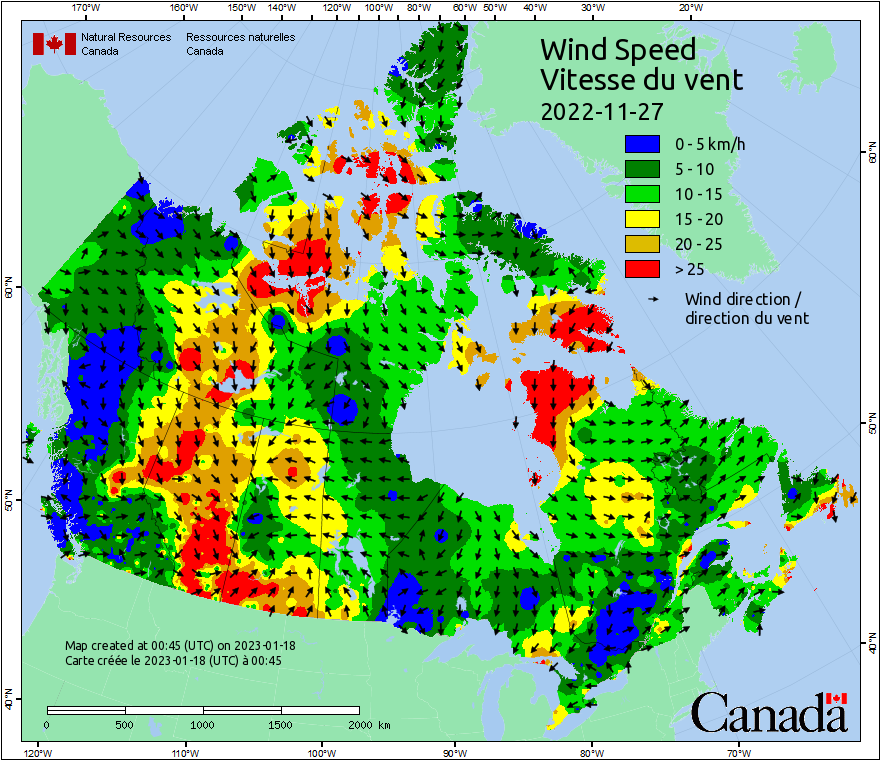 170°W 160°W 150°W 140°W 120°W 100°W 80°W 60°W 50°W 40°W 30°W 20°W
Natural Resources Ressources naturelles
Canada Canada
Wind Speed
Vitesse du vent
2022-11-27
0 - 5 km/h
5 - 10
10 - 15
15 - 20
20 - 25
> 25
Wind direction /
direction du vent
60°N
60°N
50°N
50°N
40°N
40°N
Map created at 00:45 (UTC) on 2023-01-18
Carte créée le 2023-01-18 (UTC) à 00:45
0 500 1000 1500 2000 km
Canada
120°W 110°W 100°W 90°W 80°W 70°W